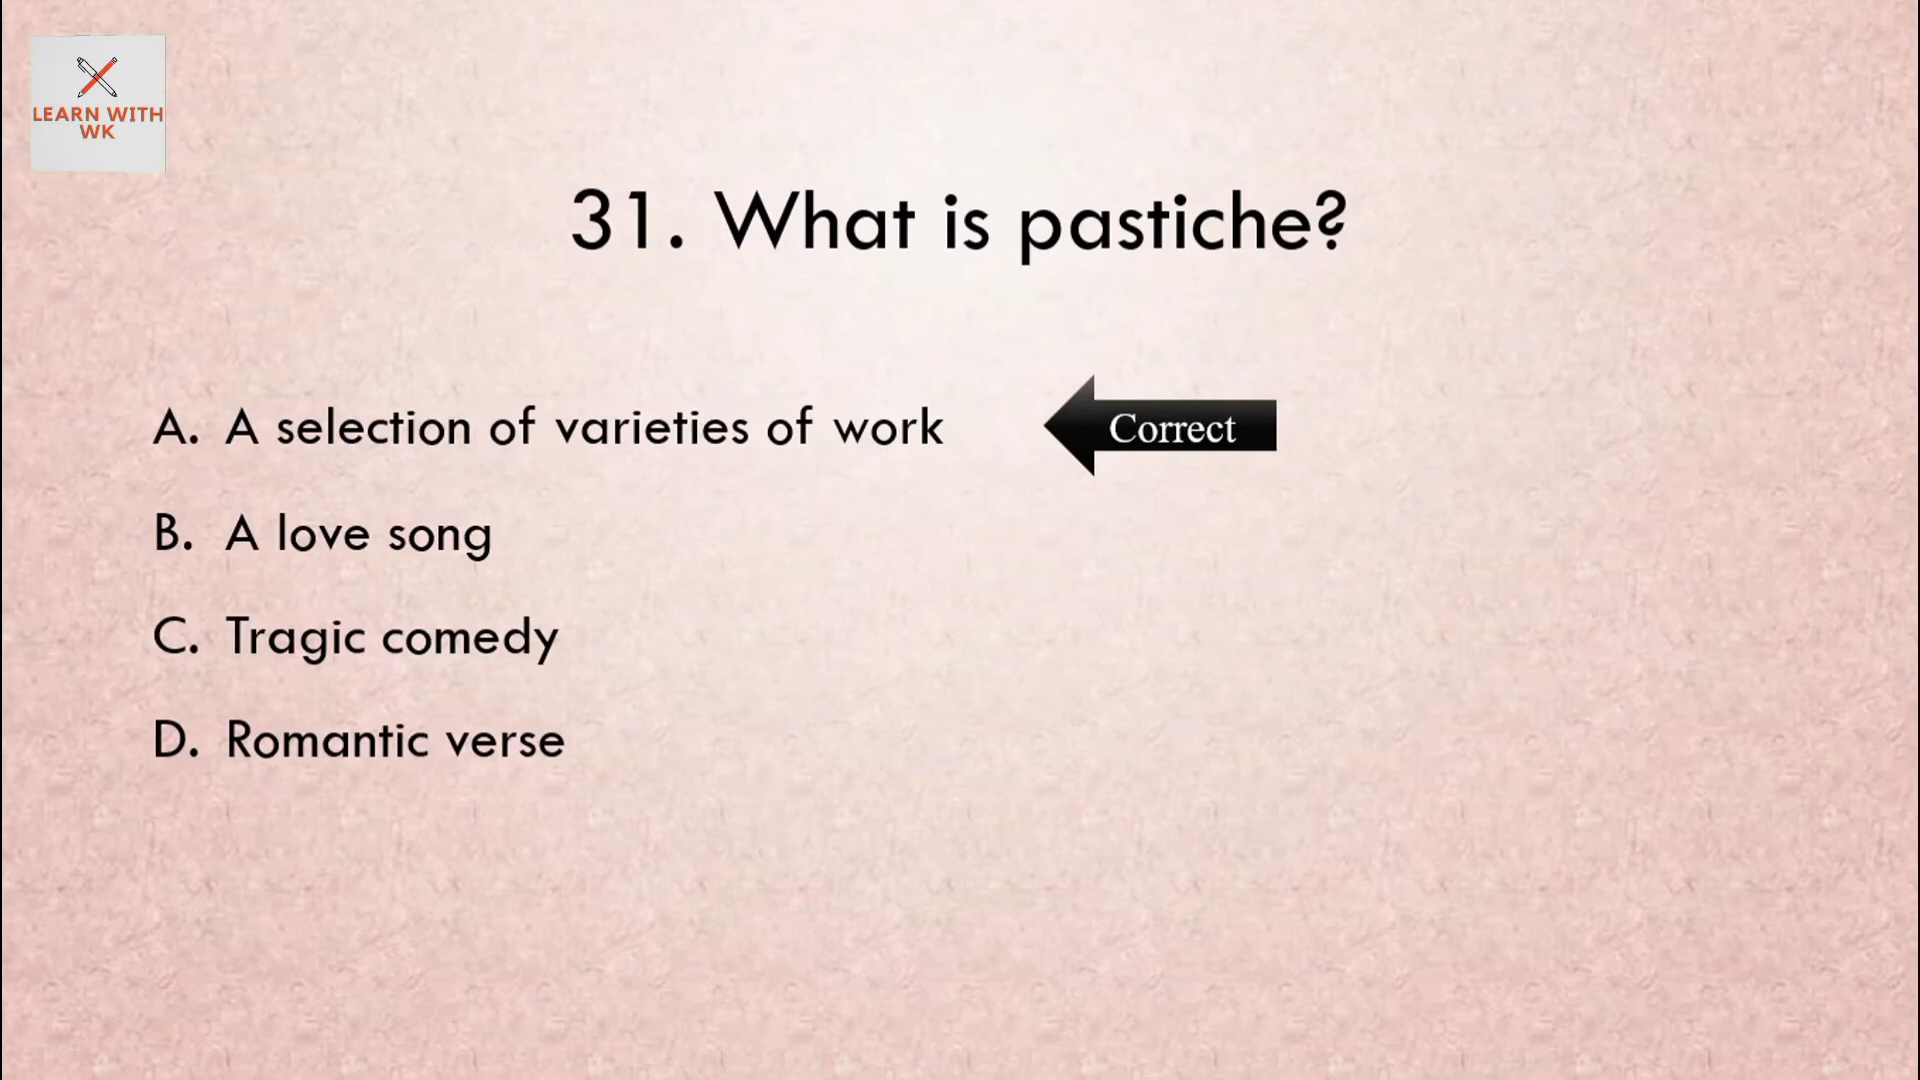 LEARN WITH
WK
31. What is pastiche?
A. A selection of varieties of work
Correct
B. A love song
C. Tragic comedy
D. Romantic verse